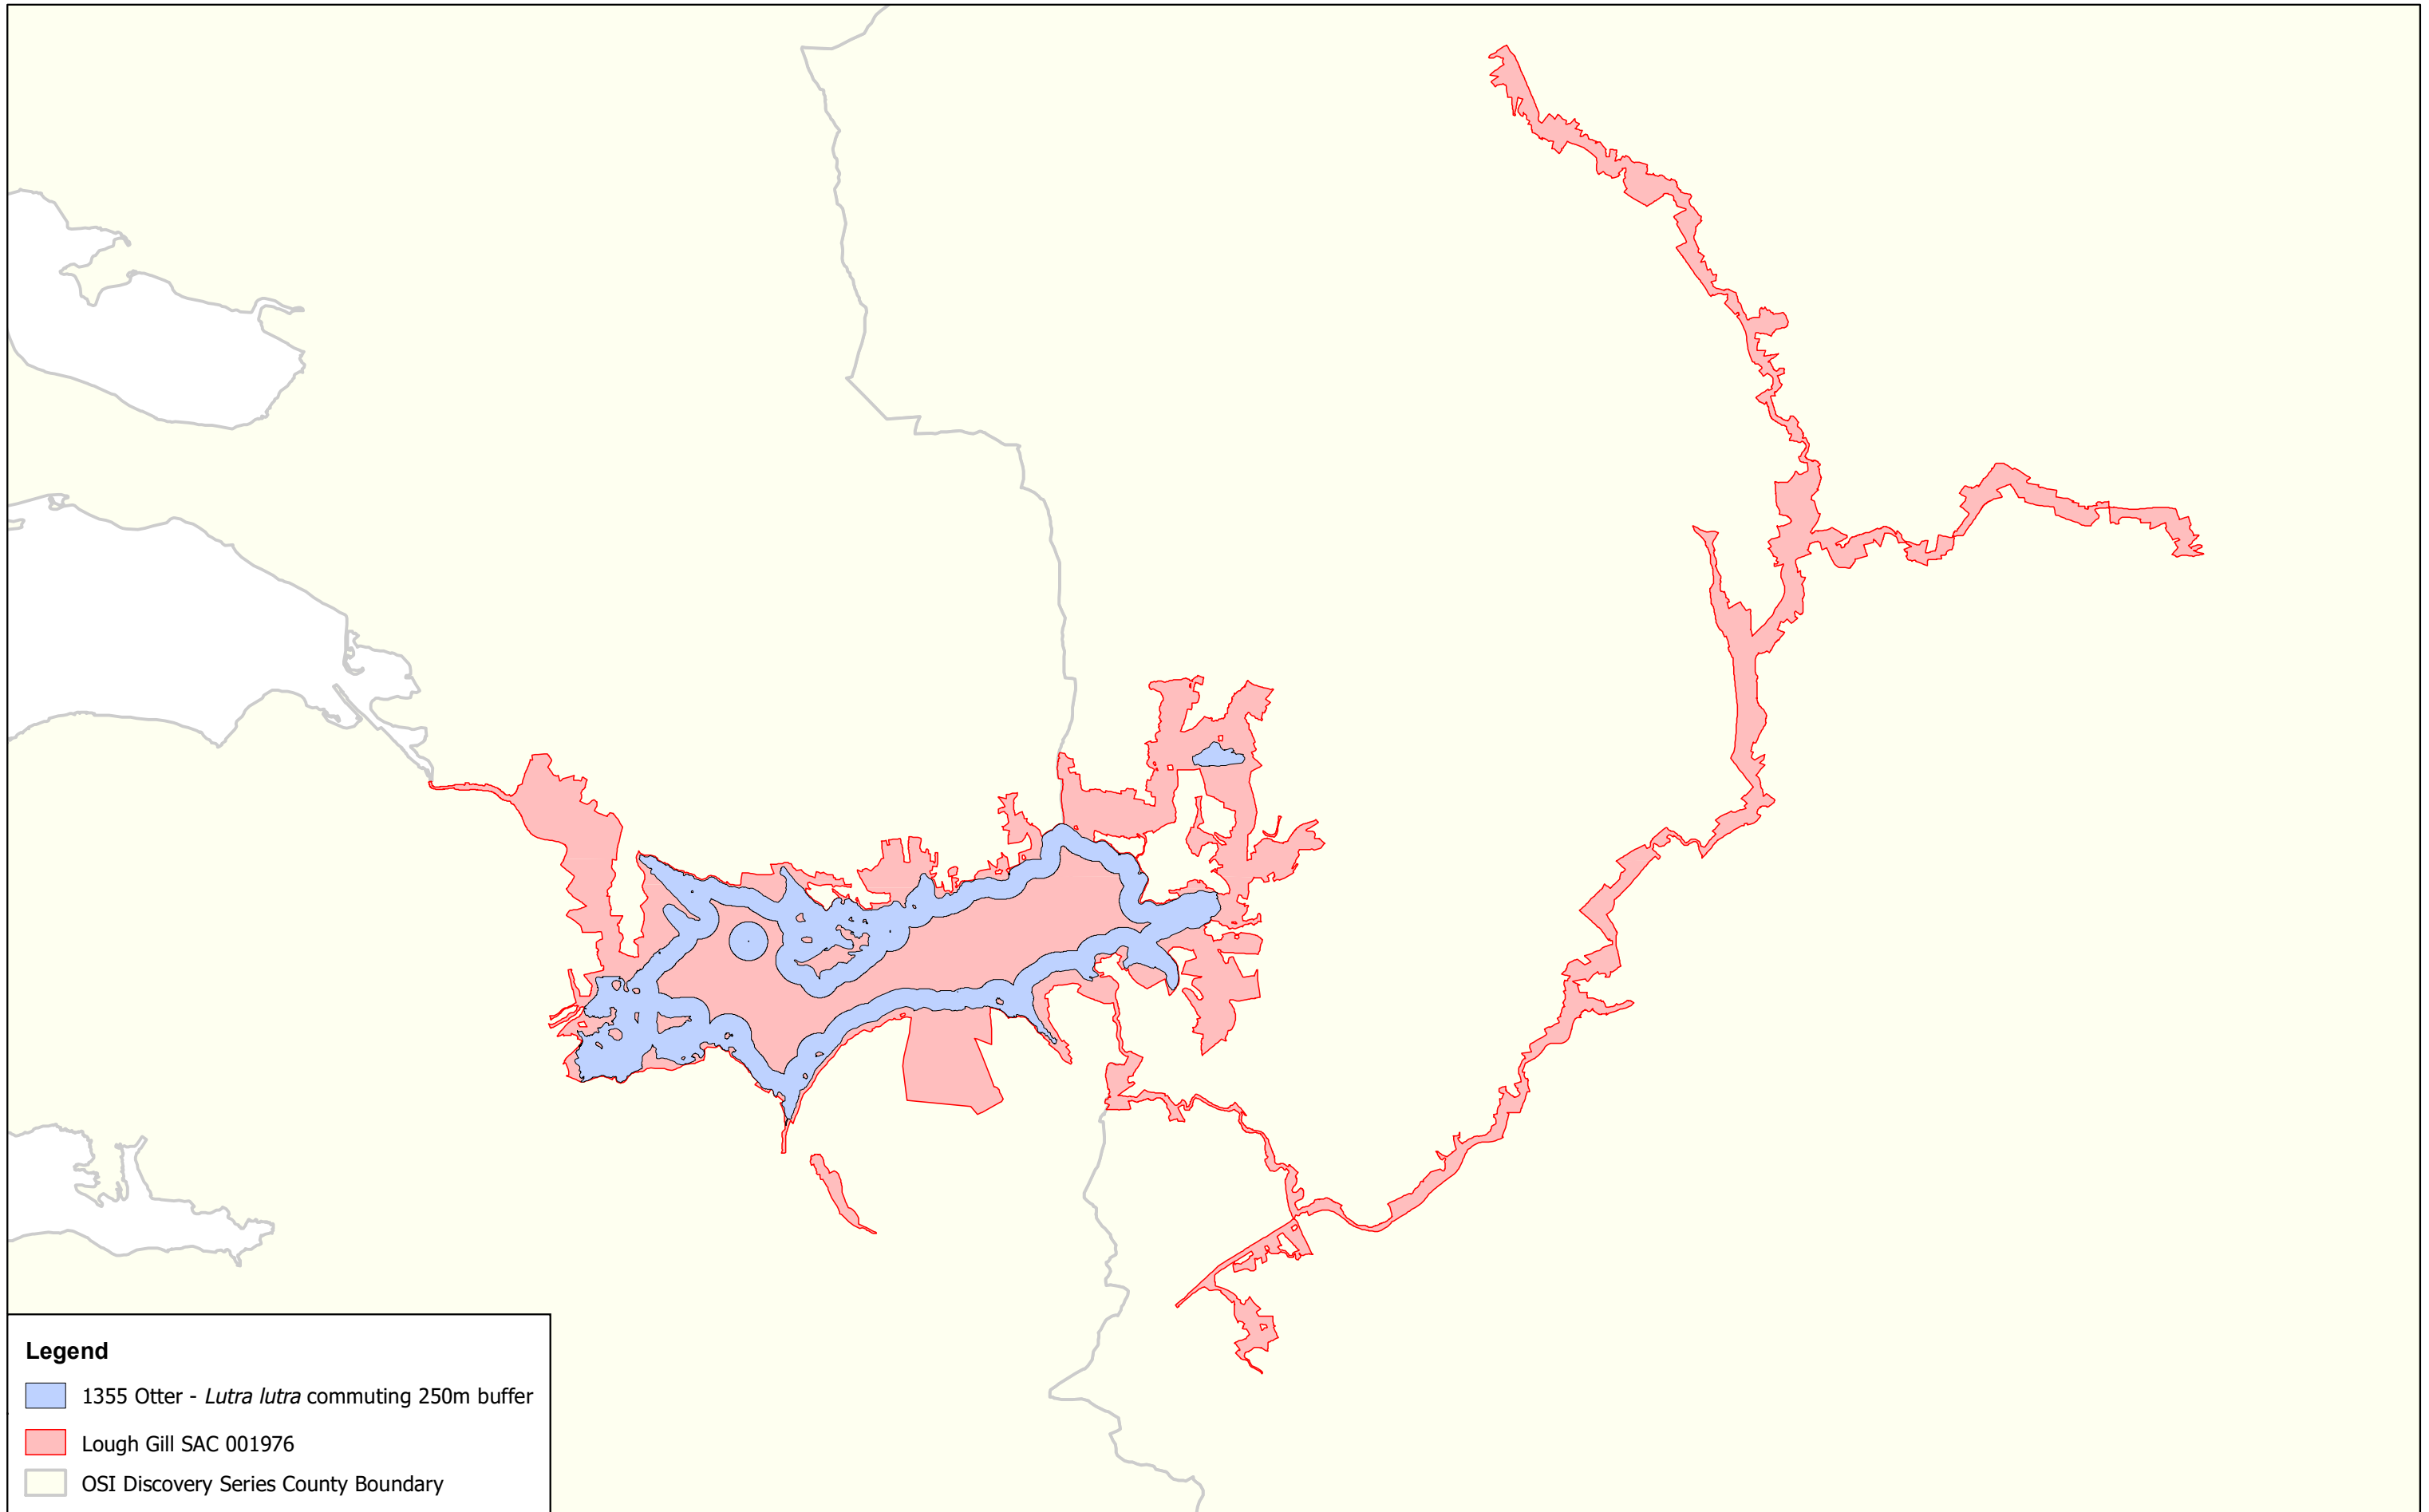 Legend
1355 Otter - Lutra lutra commuting 250m buffer
Lough Gill SAC 001976
OSI Discovery Series County Boundary